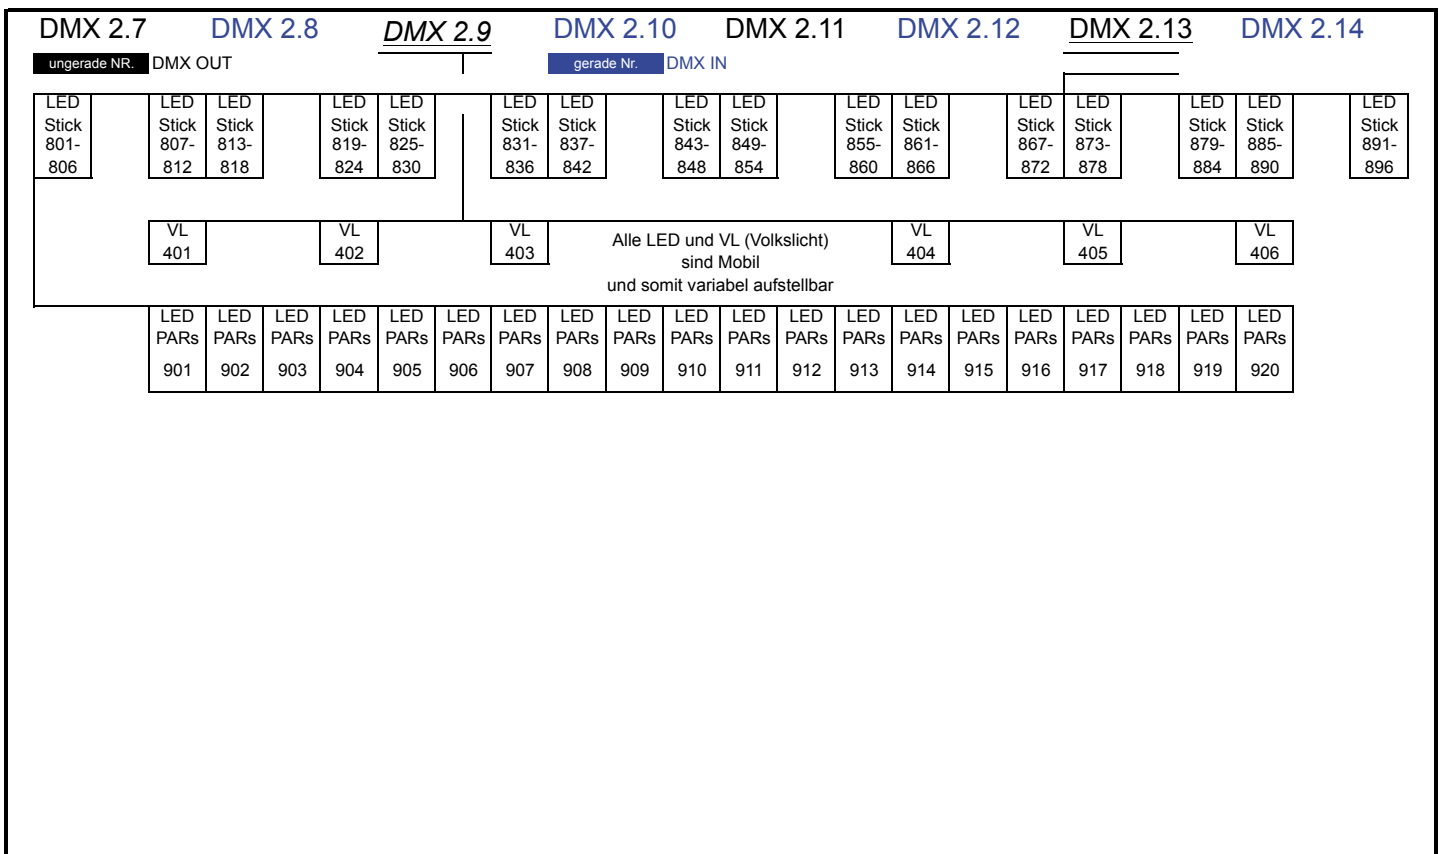 DMX 2.7 DMX 2.8 DMX 2.9 DMX 2.10 DMX 2.11 DMX 2.12 DMX 2.13 DMX 2.14
ungerade NR. DMX OUT gerade Nr. DMX IN
LED LED LED LED LED LED LED LED LED LED LED LED LED LED LED LED
Stick Stick Stick Stick Stick Stick Stick Stick Stick Stick Stick Stick Stick Stick Stick Stick
801- 807- 813- 819- 825- 831- 837- 843- 849- 855- 861- 867- 873- 879- 885- 891-
806 812 818 824 830 836 842 848 854 860 866 872 878 884 890 896
VL VL VL VL VL VL
401 402 403 404 405 406
Alle LED und VL (Volkslicht)
sind Mobil
und somit variabel aufstellbar
LED LED LED LED LED LED LED LED LED LED LED LED LED LED LED LED LED LED LED LED
PARs PARs PARs PARs PARs PARs PARs PARs PARs PARs PARs PARs PARs PARs PARs PARs PARs PARs PARs PARs
901 902 903 904 905 906 907 908 909 910 911 912 913 914 915 916 917 918 919 920